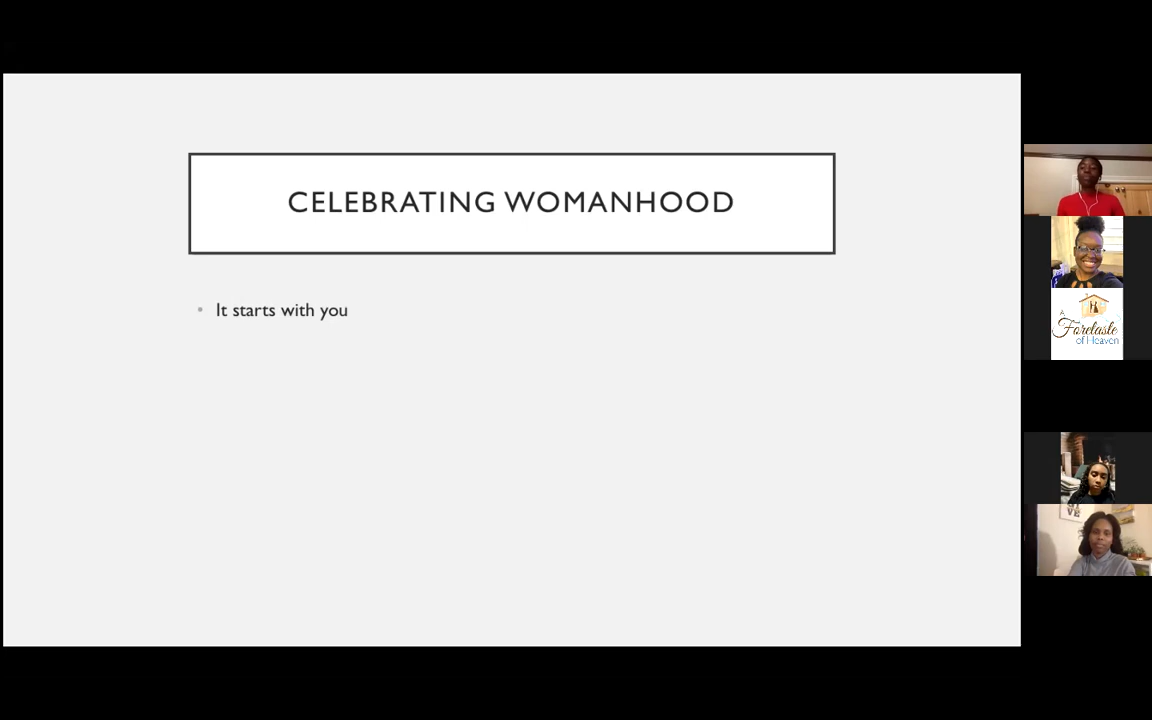 CELEBRATING WOMANHOOD
• It starts with you
A
Foretaste
of Heaven